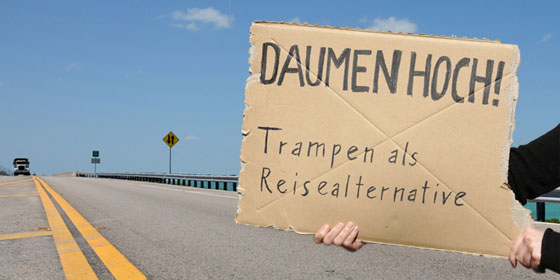 DAUMEN HOCH!
Trampen als
Reisealternative